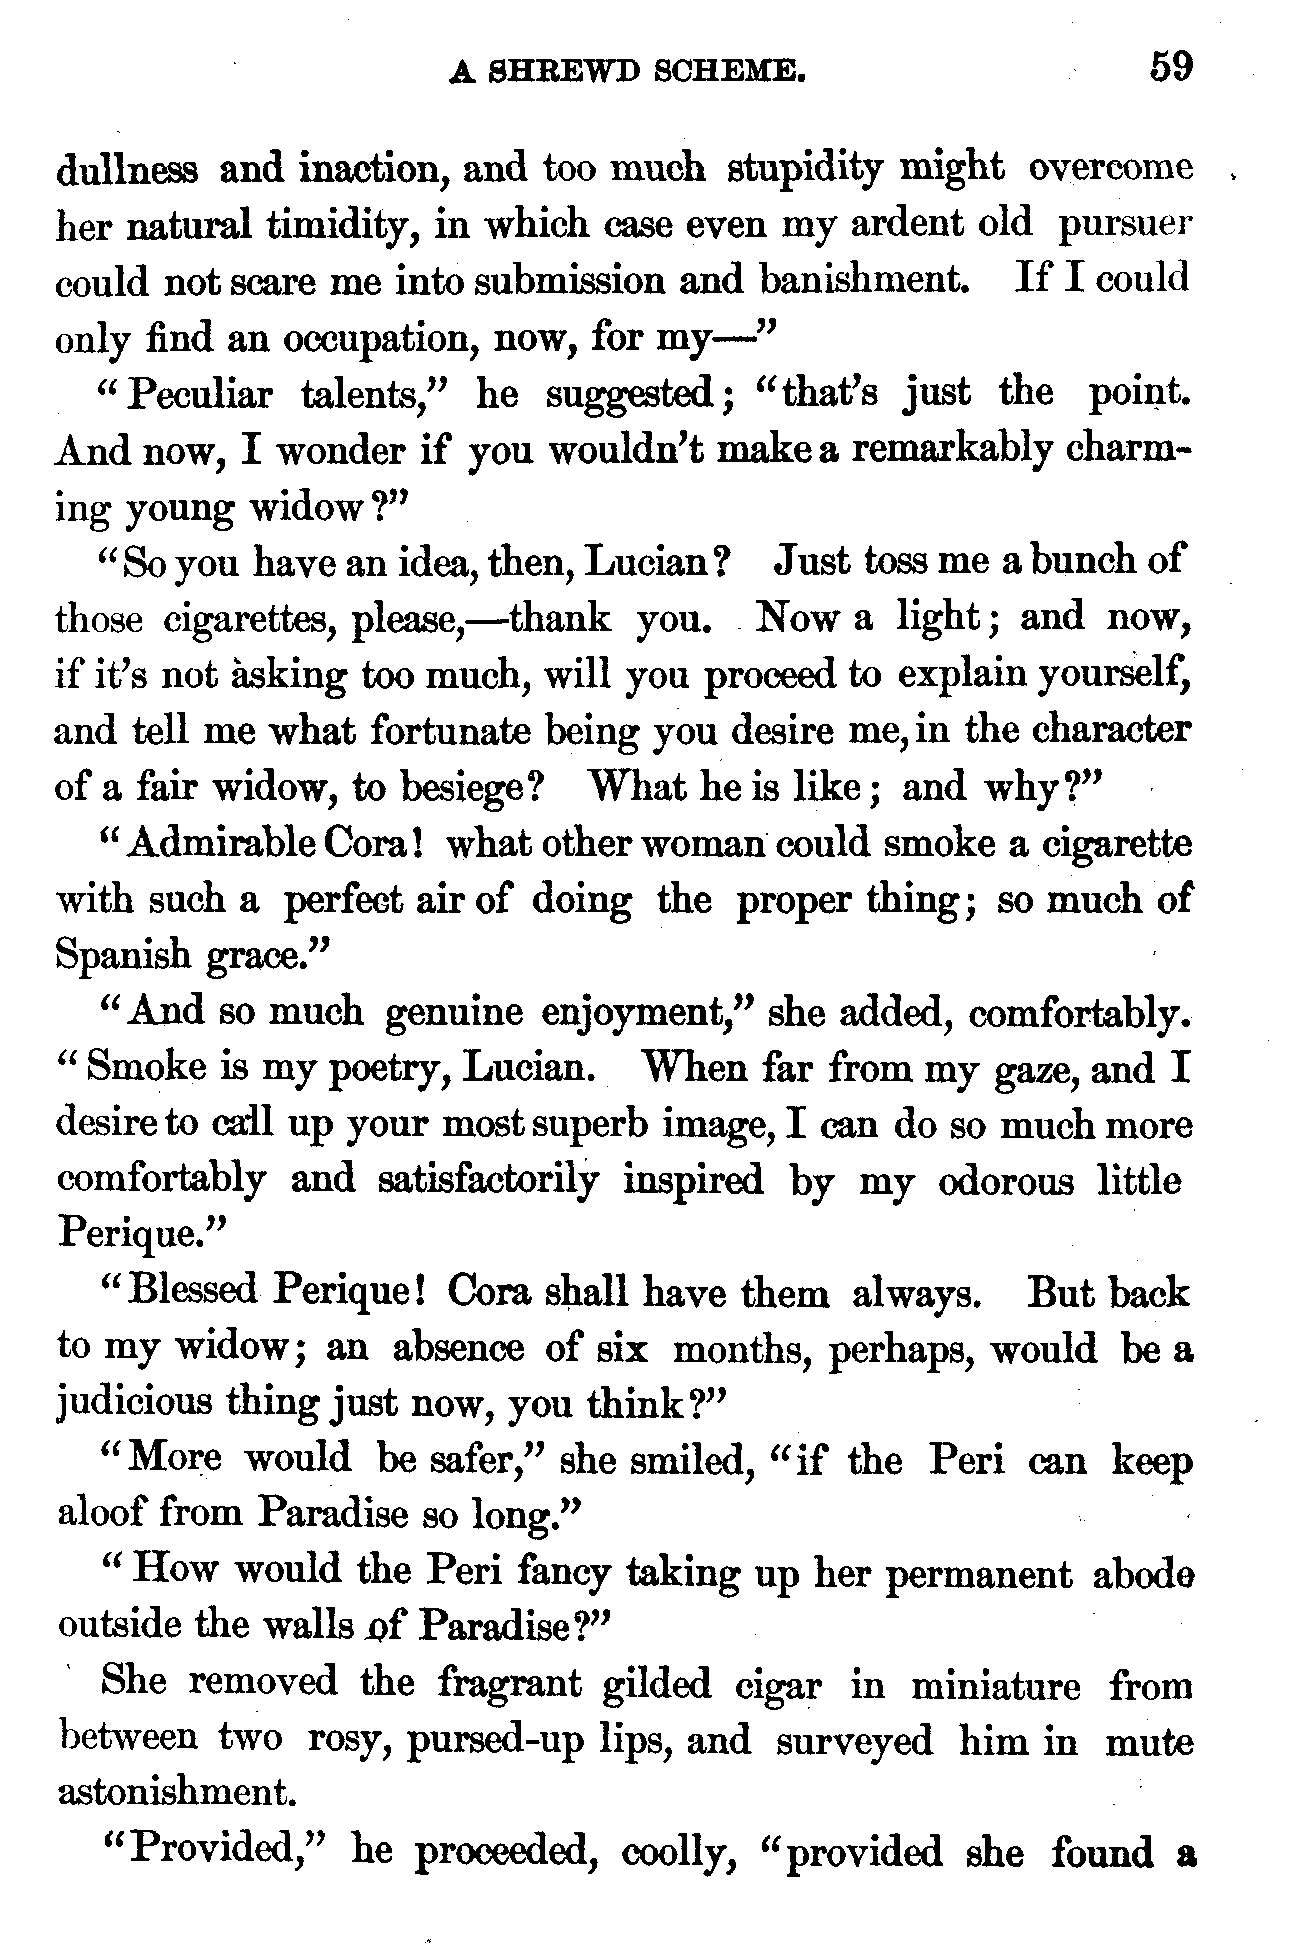 A SHREWD SCHEME. 59
dullness and inaction, and too much stupidity might overcome
her natural timidity, in which case even my ardent old pursuer
could not scare me into submission and banishment. If I could
only find an occupation, now, for my—"
"Peculiar talents," he suggested; "that's just the point.
And now, I wonder if you wouldn't make a remarkably charm-
ing young widow?"
"So you have an idea, then, Lucian? Just toss me a bunch of
those cigarettes, please,—thank you. Now a light; and now,
if it's not asking too much, will you proceed to explain yourself,
and tell me what fortunate being you desire me, in the character
of a fair widow, to besiege? What he is like; and why?"
"Admirable Cora! what other woman could smoke a cigarette
with such a perfect air of doing the proper thing; so much of
Spanish grace."
"And so much genuine enjoyment," she added, comfortably.
"Smoke is my poetry, Lucian. When far from my gaze, and I
desire to call up your most superb image, I can do so much more
comfortably and satisfactorily inspired by my odorous little
Perique."
"Blessed Perique! Cora shall have them always. But back
to my widow; an absence of six months, perhaps, would be a
judicious thing just now, you think?"
"More would be safer," she smiled, "if the Peri can keep
aloof from Paradise so long."
"How would the Peri fancy taking up her permanent abode
outside the walls of Paradise?"
She removed the fragrant gilded cigar in miniature from
between two rosy, pursed-up lips, and surveyed him in mute
astonishment.
"Provided," he proceeded, coolly, "provided she found a